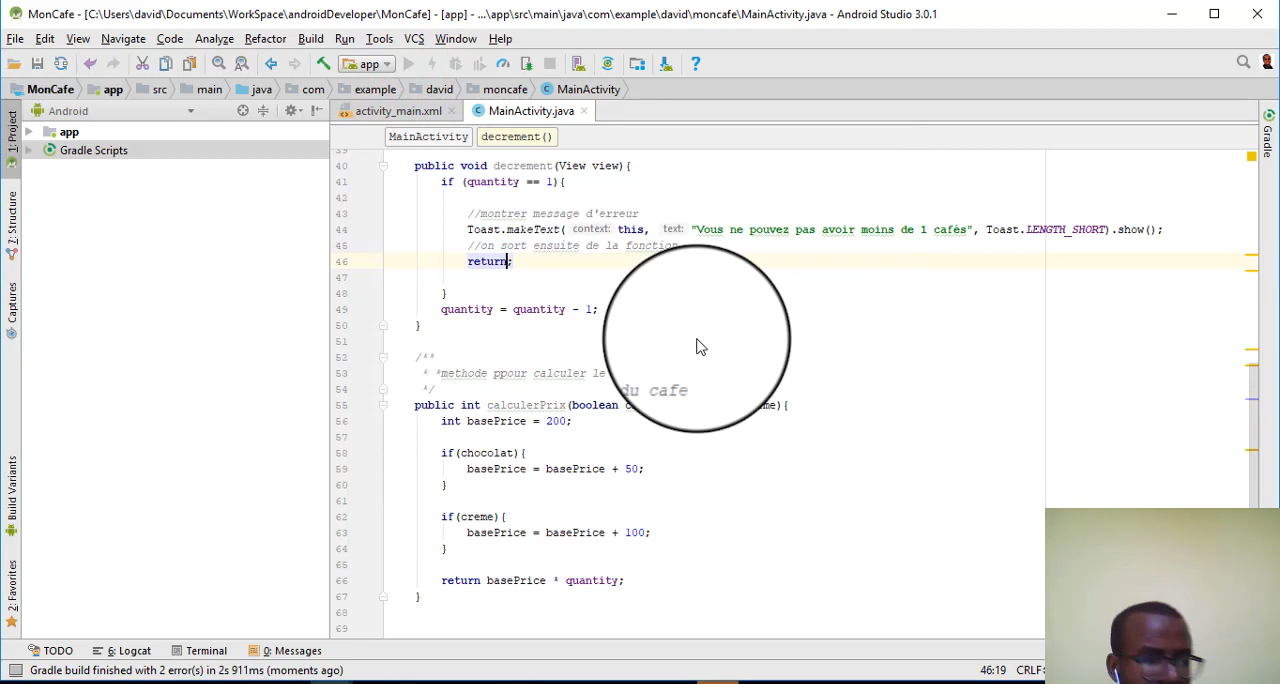 MonCafe - [C:\Users\david\Documents\WorkSpace\androidDeveloper\MonCafe] - [app] - ...\app\src\main\java\com\example\david\moncafe\MainActivity.java - Android Studio 3.0.1
File Edit View Navigate Code Analyze Refactor Build Run Tools VCS Window Help
app
MonCafe app src main java com example david moncafe MainActivity
Android activity_main.xml MainActivity.java
MainActivity decrement()
1: Project
7: Structure
Captures
Build Variants
2: Favorites
Gradle
app
Gradle Scripts
39
40 public void decrement(View view){
41 if (quantity == 1){
42
43 //montrer message d'erreur
44 Toast.makeText( context: this, text: "Vous ne pouvez pas avoir moins de 1 cafés", Toast.LENGTH_SHORT).show();
45 //on sort ensuite de la fonction
46 return;
47
48 }
49 quantity = quantity - 1;
50 }
51
52 /**
53 * *methode ppour calculer le
du cafe
54 */
55 public int calculerPrix(boolean
56 int basePrice = 200;
57
58 if(chocolat){
59 basePrice = basePrice + 50;
60 }
61
62 if(creme){
63 basePrice = basePrice + 100;
64 }
65
66 return basePrice * quantity;
67 }
68
69
TODO 6: Logcat Terminal 0: Messages
Gradle build finished with 2 error(s) in 2s 911ms (moments ago) 46:19 CRLF